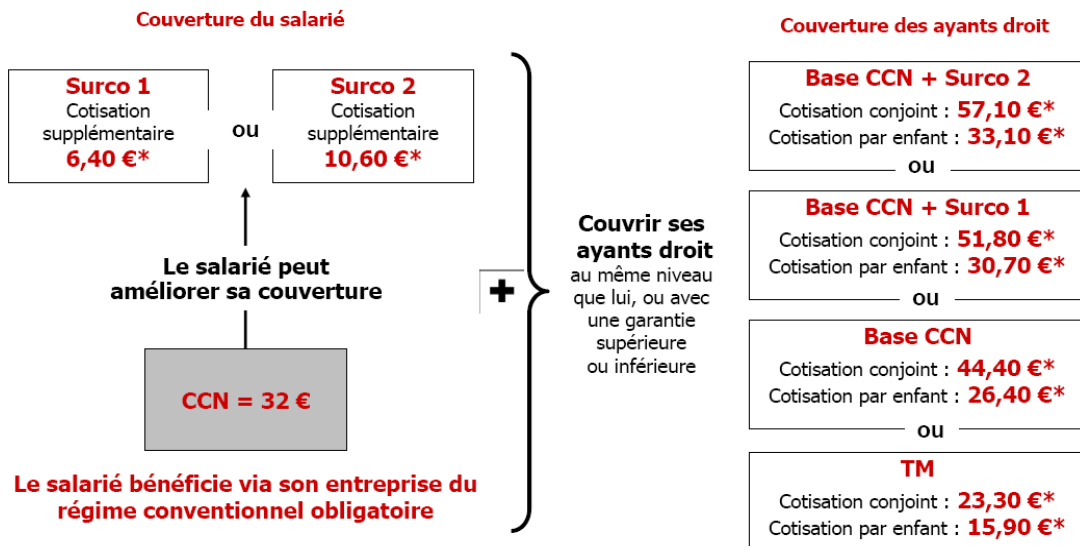 Couverture du salarié
Surco 1
Cotisation
supplémentaire
6,40 €*
ou
Surco 2
Cotisation
supplémentaire
10,60 €*
Le salarié peut
améliorer sa couverture
CCN = 32 €
Le salarié bénéficie via son entreprise du
régime conventionnel obligatoire
+
Couvrir ses
ayants droit
au même niveau
que lui, ou avec
une garantie
supérieure
ou inférieure
Couverture des ayants droit
Base CCN + Surco 2
Cotisation conjoint : 57,10 €*
Cotisation par enfant : 33,10 €*
ou
Base CCN + Surco 1
Cotisation conjoint : 51,80 €*
Cotisation par enfant : 30,70 €*
ou
Base CCN
Cotisation conjoint : 44,40 €*
Cotisation par enfant : 26,40 €*
ou
TM
Cotisation conjoint : 23,30 €*
Cotisation par enfant : 15,90 €*